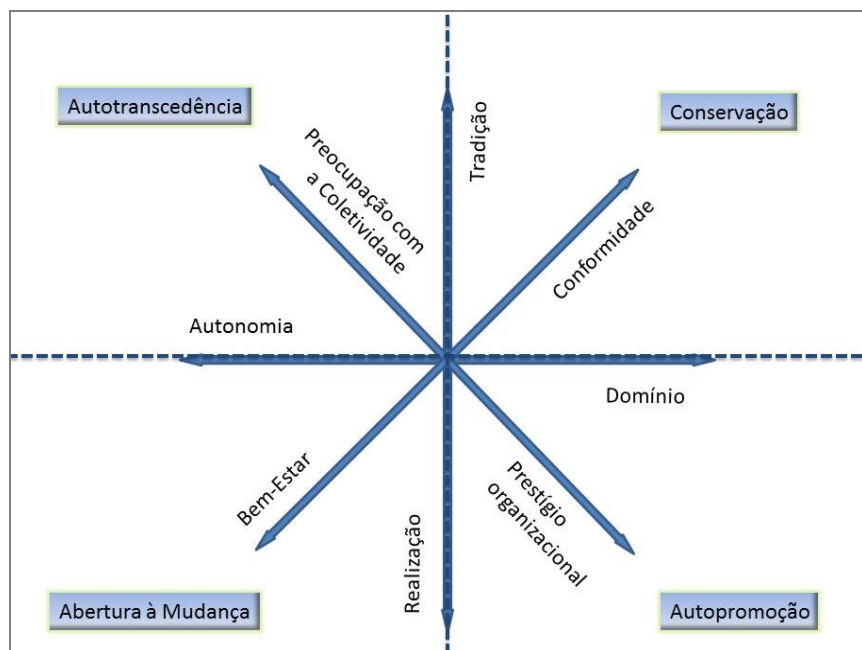 Autotranscedência
Conservação
Tradição
Preocupação com
a Coletividade
Conformidade
Autonomia
Domínio
Bem-Estar
Realização
Prestígio
organizacional
Abertura à Mudança
Autopromoção